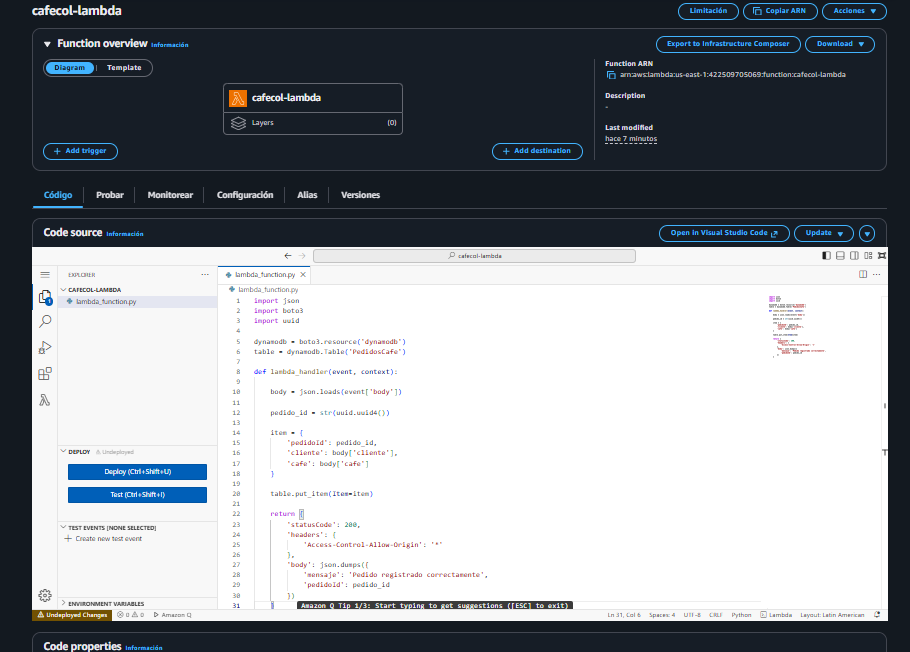 cafecol-lambda
Limitación
Copiar ARN
Acciones
Function overview Información
Export to Infrastructure Composer
Download
Diagram
Template
cafecol-lambda
Layers
(0)
Add trigger
Add destination
Function ARN
arn:aws:lambda:us-east-1:422509705069:function:cafecol-lambda
Description
-
Last modified
hace 7 minutos
Código
Probar
Monitorear
Configuración
Alias
Versiones
Code source Información
Open in Visual Studio Code
Update
cafecol-lambda
EXPLORER
CAFECOL-LAMBDA
lambda_function.py
DEPLOY Undeployed
Deploy (Ctrl+Shift+U)
Test (Ctrl+Shift+I)
TEST EVENTS [NONE SELECTED]
Create new test event
ENVIRONMENT VARIABLES
lambda_function.py
lambda_function.py
1 import json
2 import boto3
3 import uuid
4
5 dynamodb = boto3.resource('dynamodb')
6 table = dynamodb.Table('PedidosCafe')
7
8 def lambda_handler(event, context):
9
10 body = json.loads(event['body'])
11
12 pedido_id = str(uuid.uuid4())
13
14 item = {
15 'pedidoId': pedido_id,
16 'cliente': body['cliente'],
17 'cafe': body['cafe']
18 }
19
20 table.put_item(Item=item)
21
22 return {
23 'statusCode': 200,
24 'headers': {
25 'Access-Control-Allow-Origin': '*'
26 },
27 'body': json.dumps({
28 'mensaje': 'Pedido registrado correctamente',
29 'pedidoId': pedido_id
30 })
31 }
Amazon Q Tip 1/3: Start typing to get suggestions ([ESC] to exit)
Undeployed Changes
0
0
Amazon Q
Ln 31, Col 6
Spaces: 4
UTF-8
CRLF
Python
Lambda
Layout: Latin American
Code properties Información